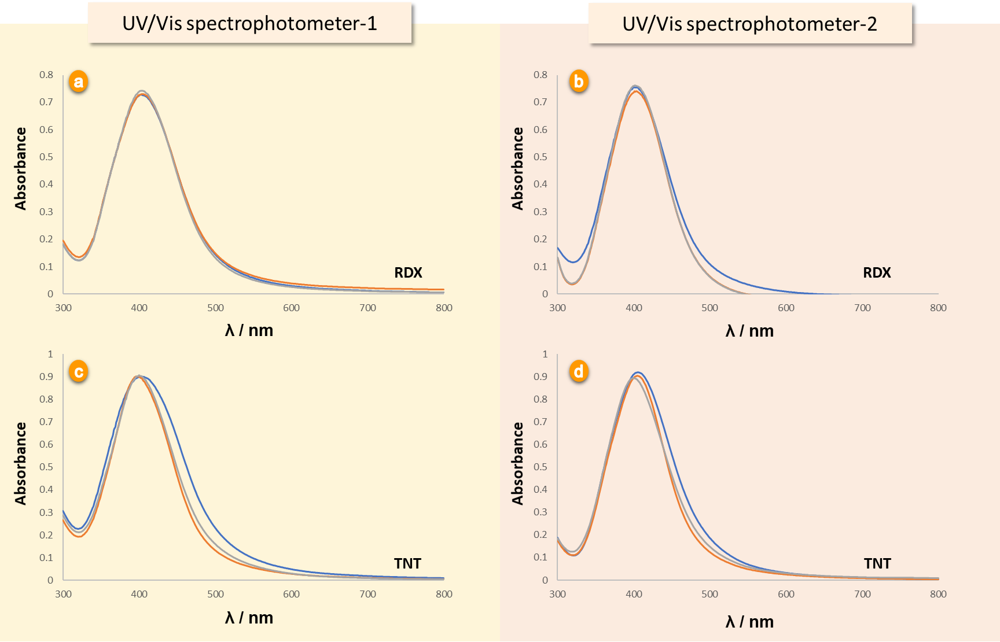 UV/Vis spectrophotometer-1
UV/Vis spectrophotometer-2
a
0.8
0.7
0.6
0.5
0.4
0.3
0.2
0.1
0
Absorbance
RDX
300 400 500 600 700 800
λ / nm
b
0.8
0.7
0.6
0.5
0.4
0.3
0.2
0.1
0
Absorbance
RDX
300 400 500 600 700 800
λ / nm
c
1
0.9
0.8
0.7
0.6
0.5
0.4
0.3
0.2
0.1
0
Absorbance
TNT
300 400 500 600 700 800
λ / nm
d
1
0.9
0.8
0.7
0.6
0.5
0.4
0.3
0.2
0.1
0
Absorbance
TNT
300 400 500 600 700 800
λ / nm